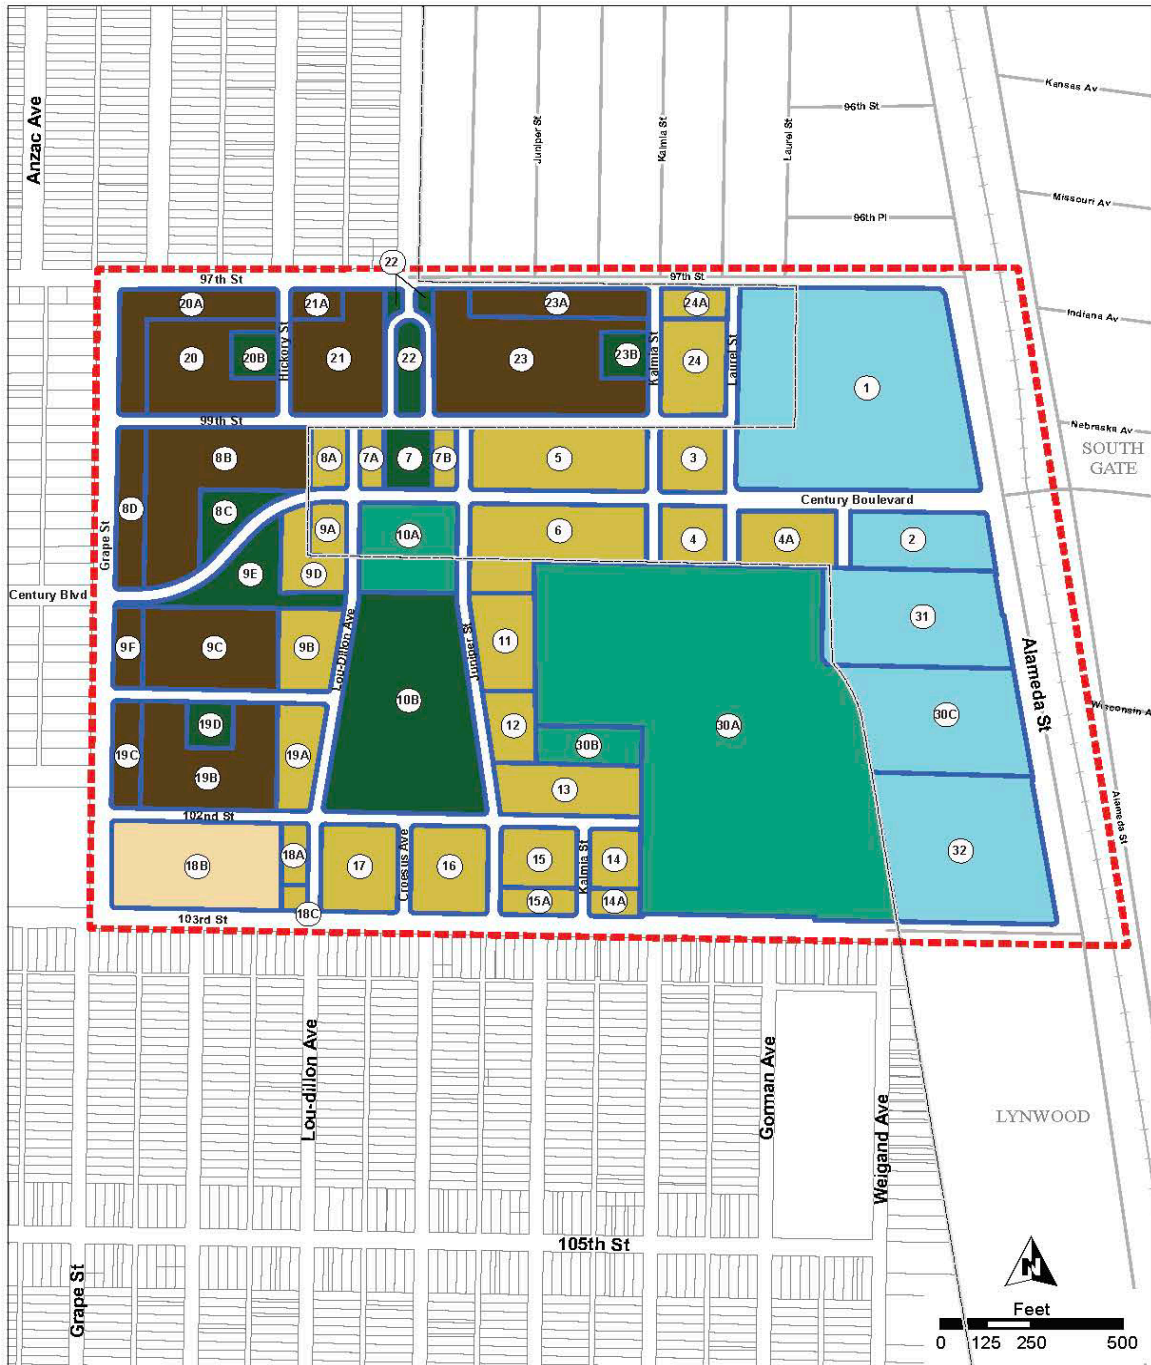 Anzac Ave
Juniper St
Kalmia St
Laurel St
96th St
Kansas Av
96th Pl
Missouri Av
22
97th St
97th St
Indiana Av
20A
21A
23A
24A
Hickory St
20
20B
21
22
23
23B
Kalmia St
24
Laurel St
1
99th St
Nebraska Av
SOUTH
GATE
8B
8A
7A
7
7B
5
3
8D
8C
Century Boulevard
Grape St
9A
10A
6
4
4A
2
9E
9D
Century Blvd
31
9F
9C
9B
Lou-Dillon Ave
Juniper St
11
Alameda St
10B
30C
Wisconsin A
19D
12
30A
30B
19C
19B
19A
13
Alameda St
102nd St
18B
18A
17
Croesus Ave
16
15
Kalmia St
14
32
15A
14A
103rd St
18C
Lou-dillon Ave
Gorman Ave
Weigand Ave
LYNWOOD
105th St
Grape St
N
Feet
0 125 250 500